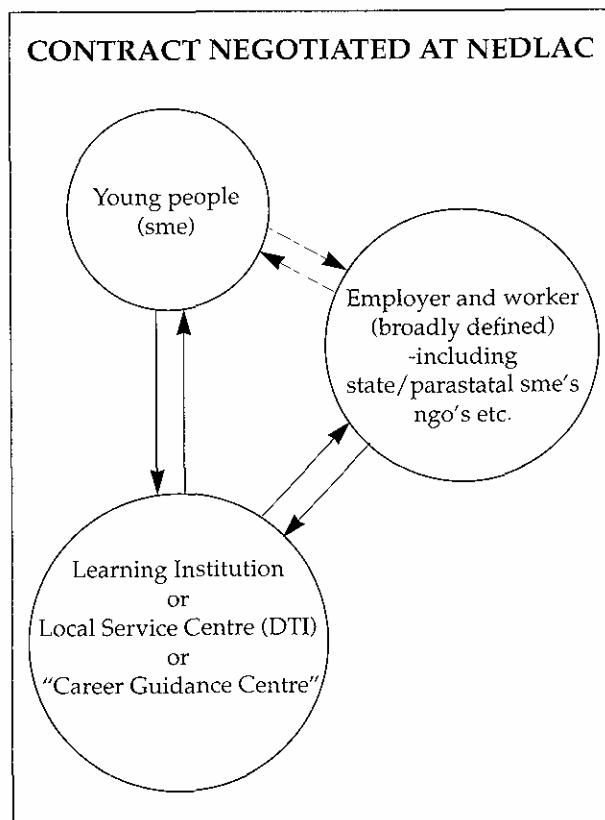 CONTRACT NEGOTIATED AT NEDLAC
Young people
(sme)
Employer and worker
(broadly defined)
-including
state/parastatal sme's
ngo's etc.
Learning Institution
or
Local Service Centre (DTI)
or
"Career Guidance Centre"